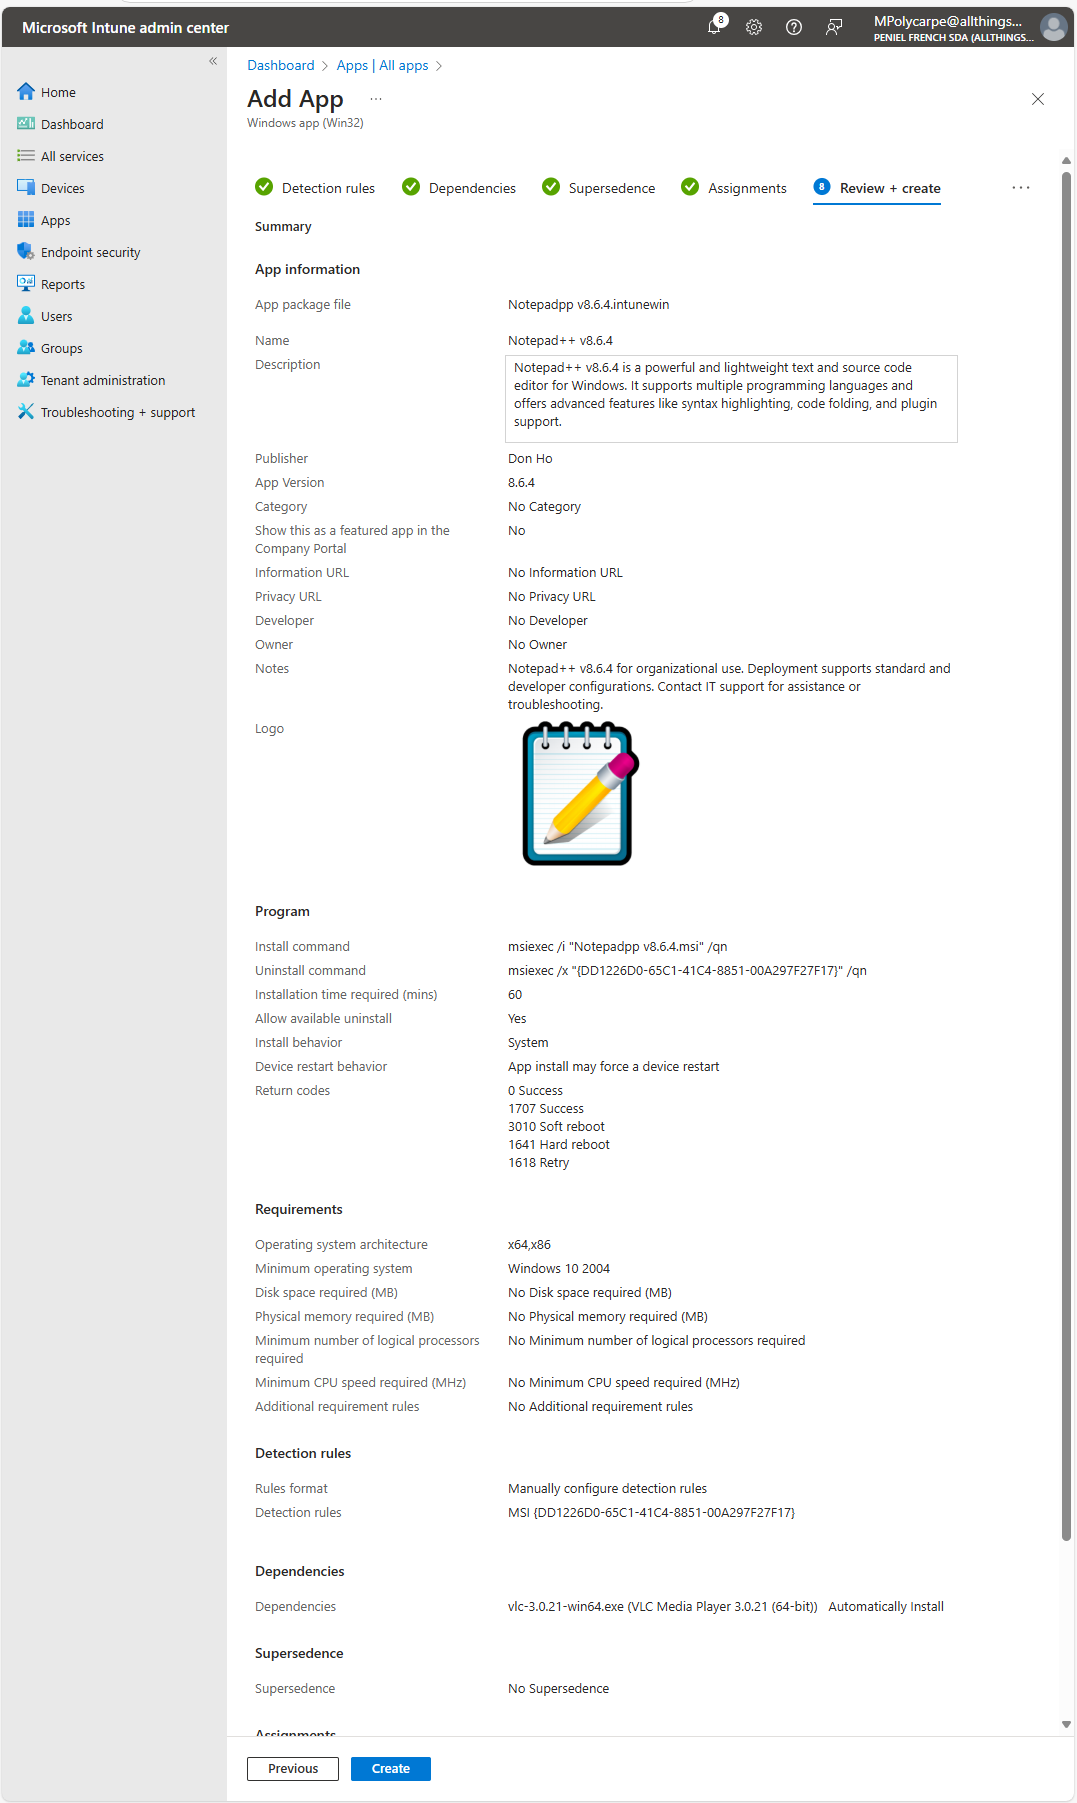 Microsoft Intune admin center
8
MPolycarpe@allthings...
PENIEL FRENCH SDA (ALLTHINGS...
Home
Dashboard
All services
Devices
Apps
Endpoint security
Reports
Users
Groups
Tenant administration
Troubleshooting + support
Dashboard > Apps | All apps >
Add App ...
Windows app (Win32)
Detection rules Dependencies Supersedence Assignments 8 Review + create ...
Summary
App information
App package file Notepadpp v8.6.4.intunewin
Name Notepad++ v8.6.4
Description Notepad++ v8.6.4 is a powerful and lightweight text and source code
editor for Windows. It supports multiple programming languages and
offers advanced features like syntax highlighting, code folding, and plugin
support.
Publisher Don Ho
App Version 8.6.4
Category No Category
Show this as a featured app in the No
Company Portal
Information URL No Information URL
Privacy URL No Privacy URL
Developer No Developer
Owner No Owner
Notes Notepad++ v8.6.4 for organizational use. Deployment supports standard and
developer configurations. Contact IT support for assistance or
troubleshooting.
Logo
Program
Install command msiexec /i "Notepadpp v8.6.4.msi" /qn
Uninstall command msiexec /x "{DD1226D0-65C1-41C4-8851-00A297F27F17}" /qn
Installation time required (mins) 60
Allow available uninstall Yes
Install behavior System
Device restart behavior App install may force a device restart
Return codes 0 Success
1707 Success
3010 Soft reboot
1641 Hard reboot
1618 Retry
Requirements
Operating system architecture x64,x86
Minimum operating system Windows 10 2004
Disk space required (MB) No Disk space required (MB)
Physical memory required (MB) No Physical memory required (MB)
Minimum number of logical processors No Minimum number of logical processors required
required
Minimum CPU speed required (MHz) No Minimum CPU speed required (MHz)
Additional requirement rules No Additional requirement rules
Detection rules
Rules format Manually configure detection rules
Detection rules MSI {DD1226D0-65C1-41C4-8851-00A297F27F17}
Dependencies
Dependencies vlc-3.0.21-win64.exe (VLC Media Player 3.0.21 (64-bit)) Automatically Install
Supersedence
Supersedence No Supersedence
Assignments
Previous Create